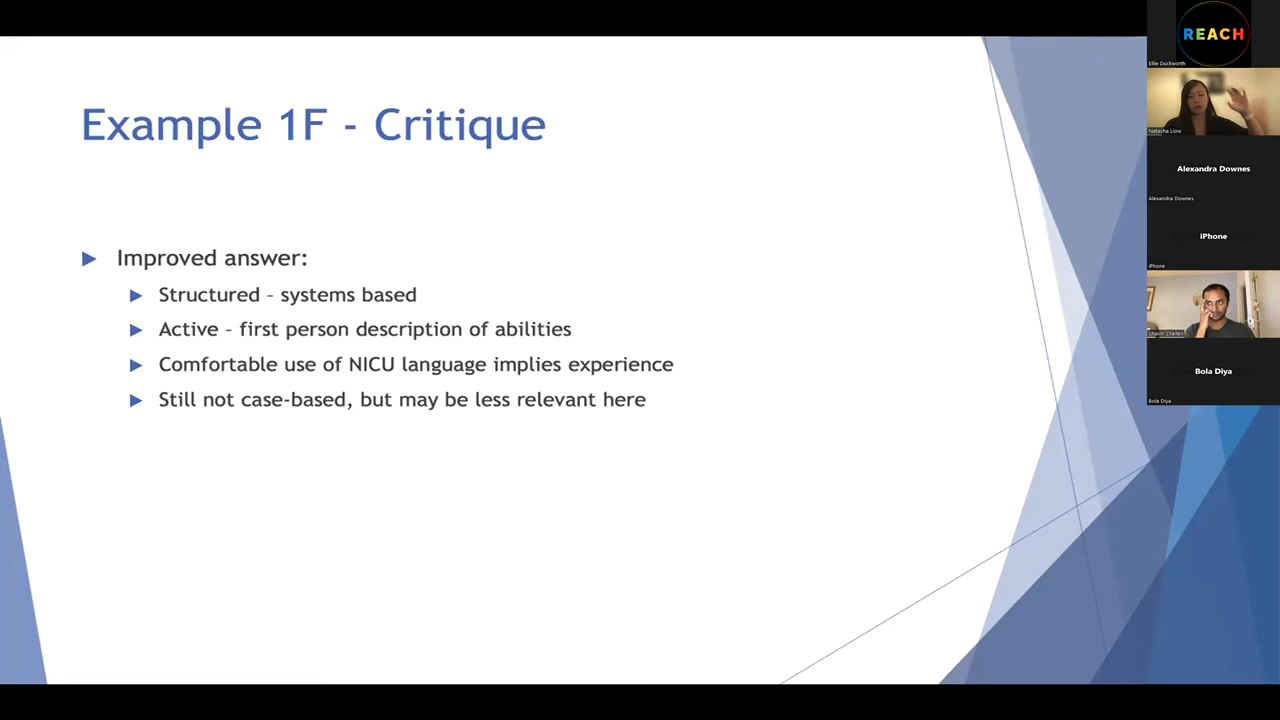 Example 1F - Critique
Improved answer:
Structured – systems based
Active – first person description of abilities
Comfortable use of NICU language implies experience
Still not case-based, but may be less relevant here
REACH
Ellie Duckworth
Natasha Liow
Alexandra Downes
Alexandra Downes
iPhone
iPhone
Bola Diya
Bola Diya